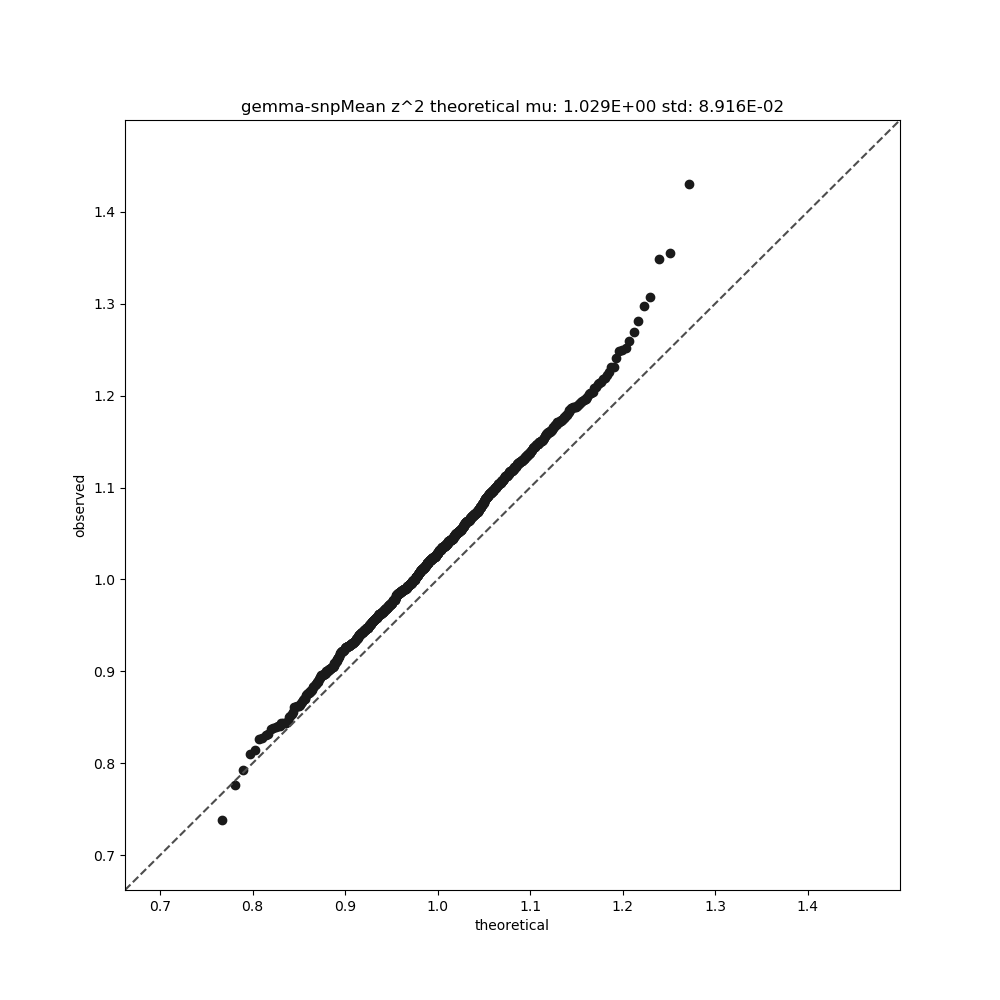 gemma-snpMean z^2 theoretical mu: 1.029E+00 std: 8.916E-02
observed
1.4
1.3
1.2
1.1
1.0
0.9
0.8
0.7
0.7 0.8 0.9 1.0 1.1 1.2 1.3 1.4
theoretical